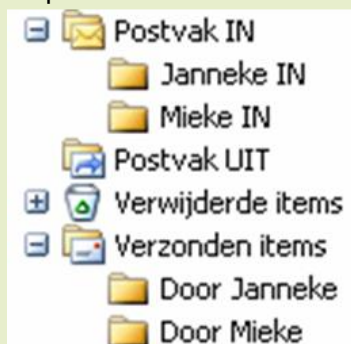 Postvak IN
Janneke IN
Mieke IN
Postvak UIT
Verwijderde items
Verzonden items
Door Janneke
Door Mieke